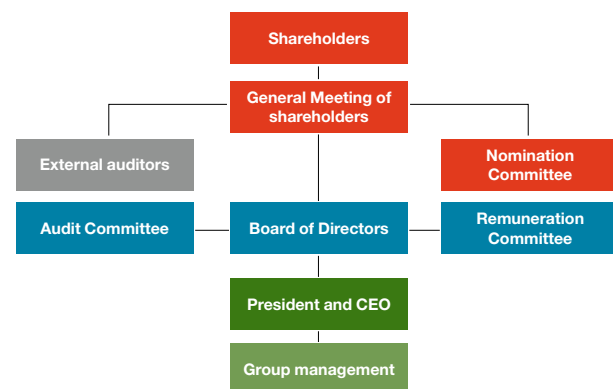 Shareholders
General Meeting of
shareholders
External auditors
Nomination
Committee
Audit Committee
Board of Directors
Remuneration
Committee
President and CEO
Group management